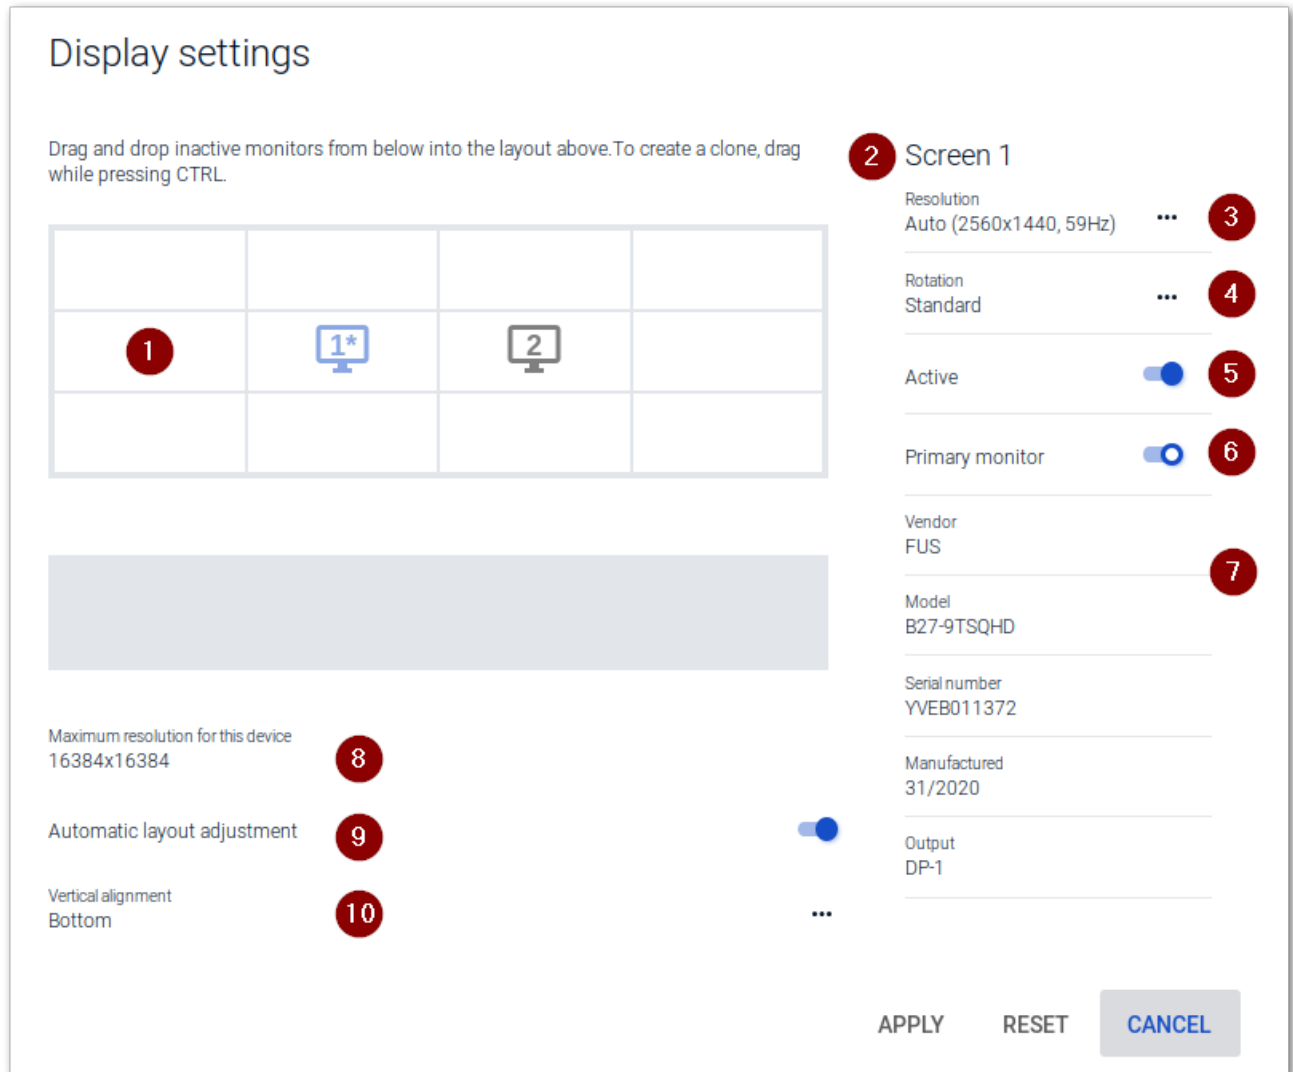 Display settings
Drag and drop inactive monitors from below into the layout above.To create a clone, drag
while pressing CTRL.
1
1*
2
Maximum resolution for this device
16384x16384
8
Automatic layout adjustment
9
Vertical alignment
Bottom
10
...
2
Screen 1
Resolution
Auto (2560x1440, 59Hz)
...
3
Rotation
Standard
...
4
Active
5
Primary monitor
6
Vendor
FUS
7
Model
B27-9TSQHD
Serial number
YVEB011372
Manufactured
31/2020
Output
DP-1
APPLY
RESET
CANCEL